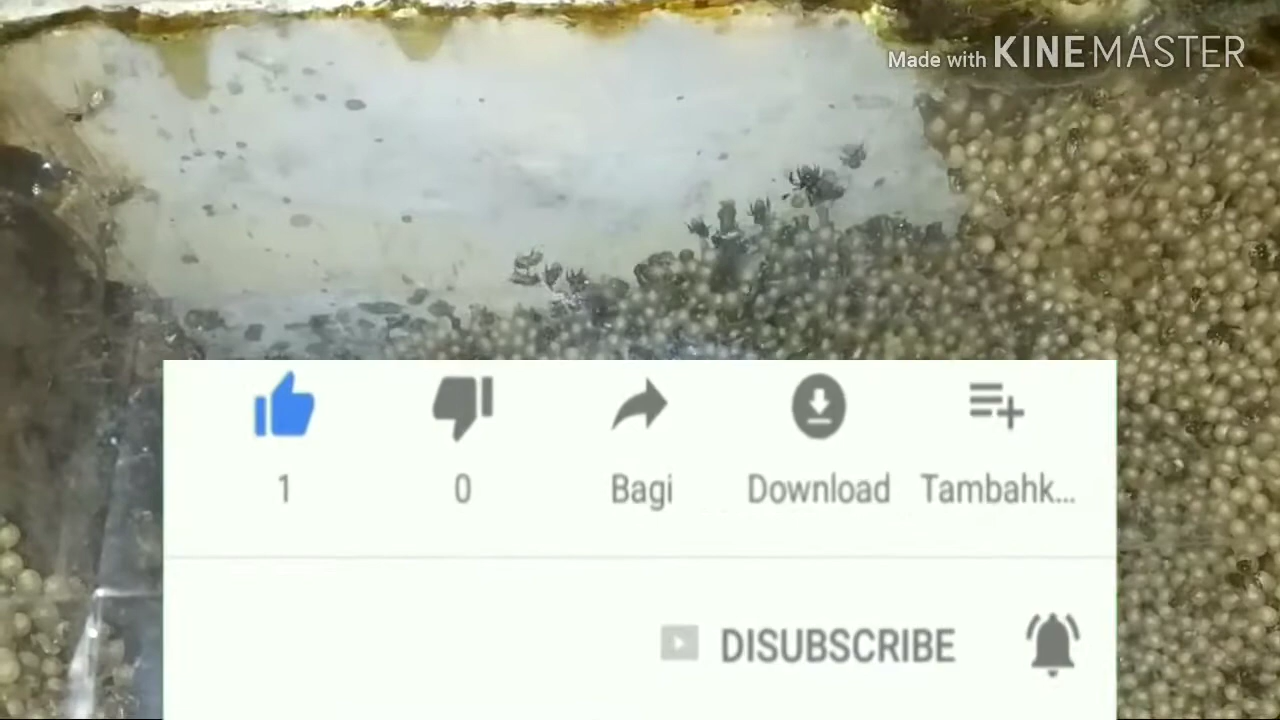 Made with KINEMASTER
1
0
Bagi
Download
Tambahk...
DISUBSCRIBE